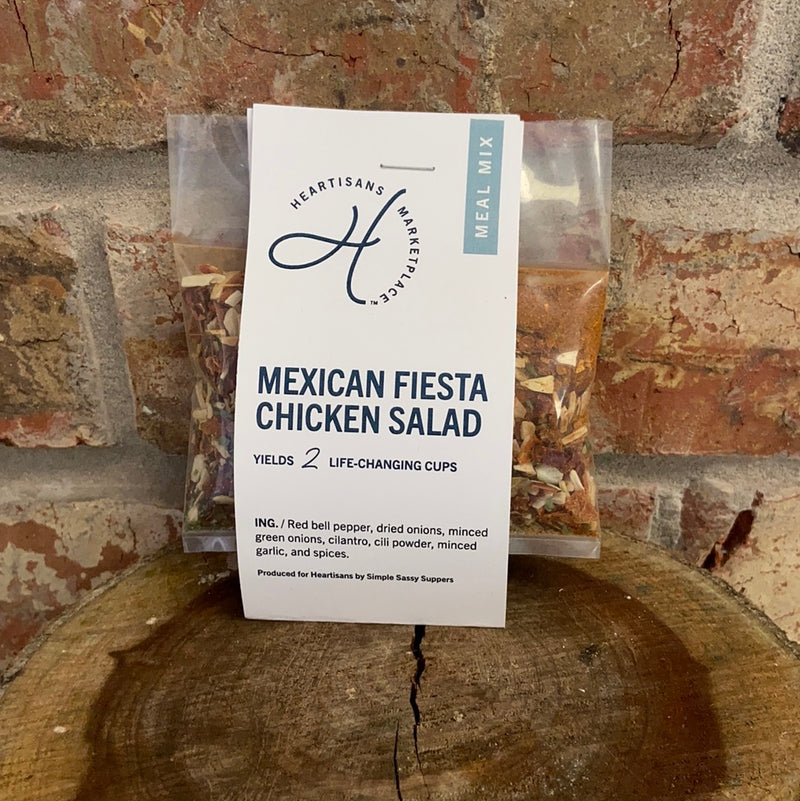 HEARTISANS MARKETPLACE
H
™
MEAL MIX
MEXICAN FIESTA
CHICKEN SALAD
YIELDS 2 LIFE-CHANGING CUPS
ING. / Red bell pepper, dried onions, minced
green onions, cilantro, cili powder, minced
garlic, and spices.
Produced for Heartisans by Simple Sassy Suppers